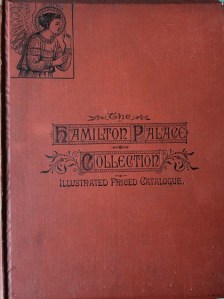 The
HAMILTON PALACE
COLLECTION
ILLUSTRATED PRICED CATALOGUE.